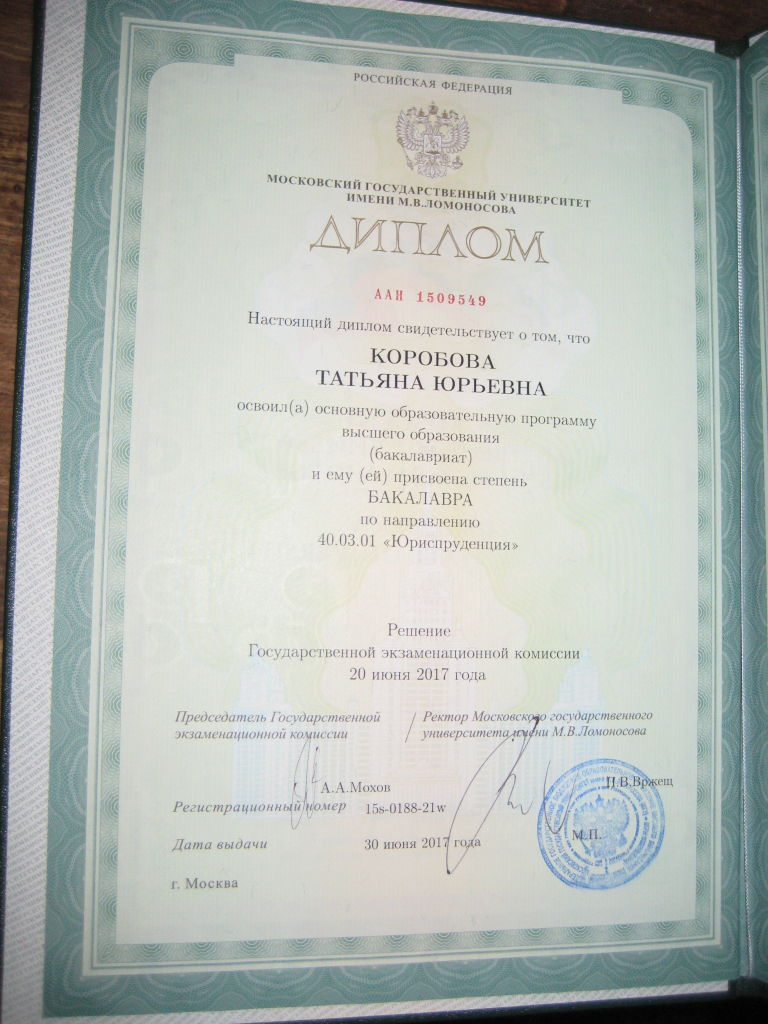 РОССИЙСКАЯ ФЕДЕРАЦИЯ
МОСКОВСКИЙ ГОСУДАРСТВЕННЫЙ УНИВЕРСИТЕТ
ИМЕНИ М.В.ЛОМОНОСОВА
ДИПЛОМ
ААН 1509549
Настоящий диплом свидетельствует о том, что
КОРОБОВА
ТАТЬЯНА ЮРЬЕВНА
освоил(а) основную образовательную программу
высшего образования
(бакалавриат)
и ему (ей) присвоена степень
БАКАЛАВРА
по направлению
40.03.01 «Юриспруденция»
Решение
Государственной экзаменационной комиссии
20 июня 2017 года
Председатель Государственной
экзаменационной комиссии
Ректор Московского государственного
университета имени М.В.Ломоносова
А.А.Мохов
П.В.Вржещ
Регистрационный номер 15s-0188-21w
М.П.
Дата выдачи 30 июня 2017 года
г. Москва